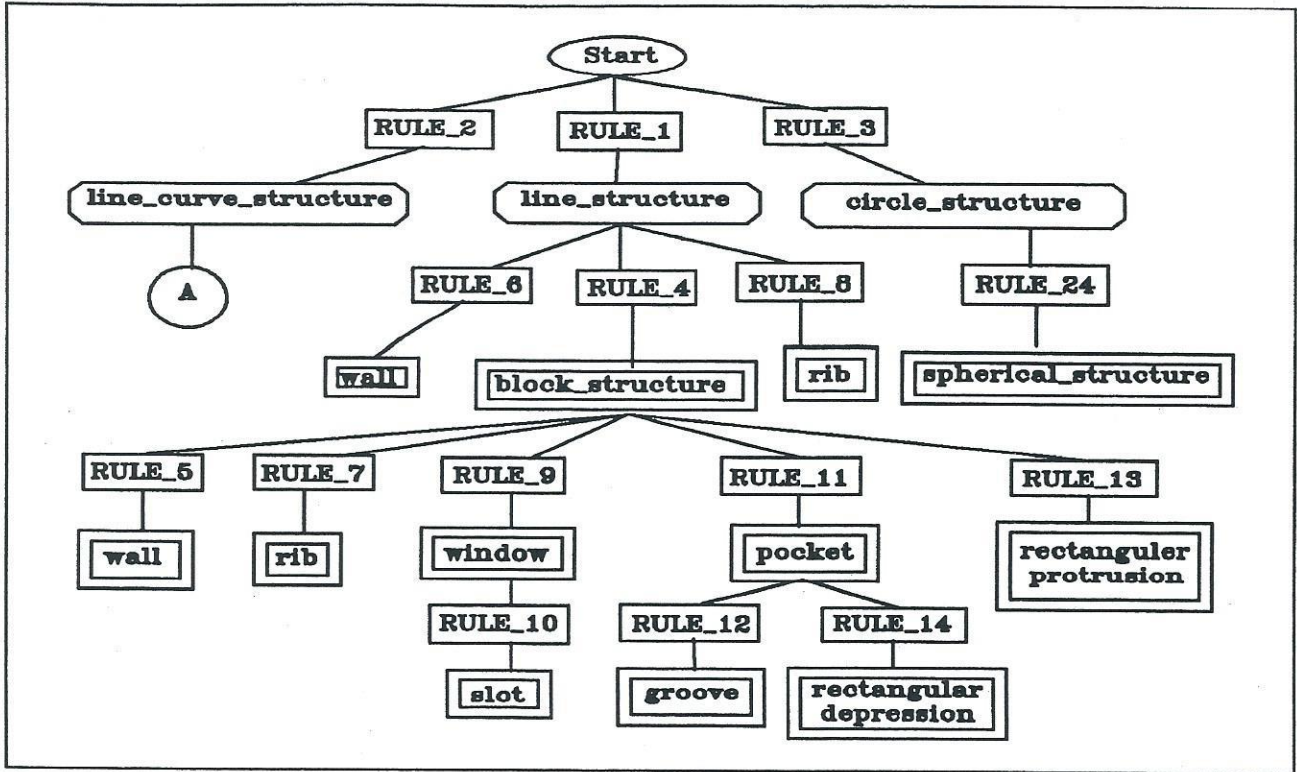 Start
RULE_2
RULE_1
RULE_3
line_curve_structure
line_structure
circle_structure
A
RULE_6
RULE_4
RULE_8
RULE_24
wall
block_structure
rib
spherical_structure
RULE_5
RULE_7
RULE_9
RULE_11
RULE_13
wall
rib
window
pocket
rectanguler
protrusion
RULE_10
RULE_12
RULE_14
slot
groove
rectangular
depression